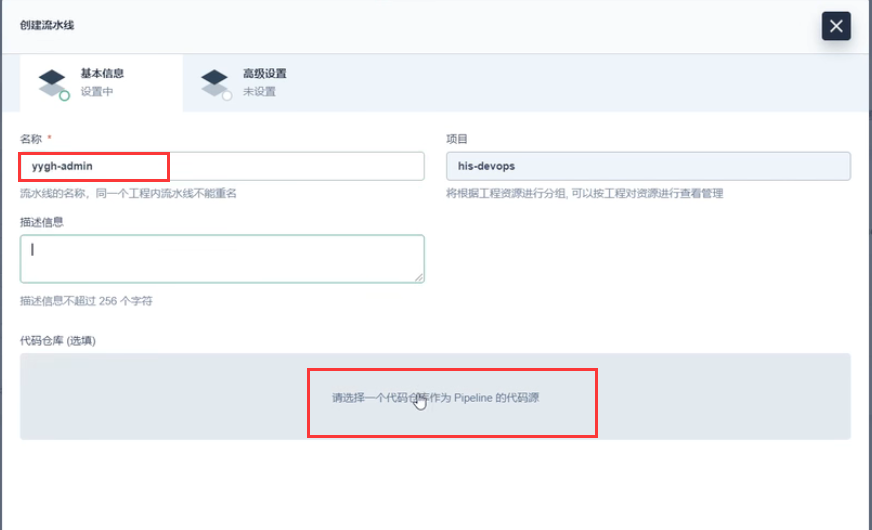 创建流水线
基本信息
设置中
高级设置
未设置
名称 *
项目
yygh-admin
his-devops
流水线的名称，同一个工程内流水线不能重名
将根据工程资源进行分组, 可以按工程对资源进行查看管理
描述信息
描述信息不超过 256 个字符
代码仓库 (选填)
请选择一个代码仓库作为 Pipeline 的代码源